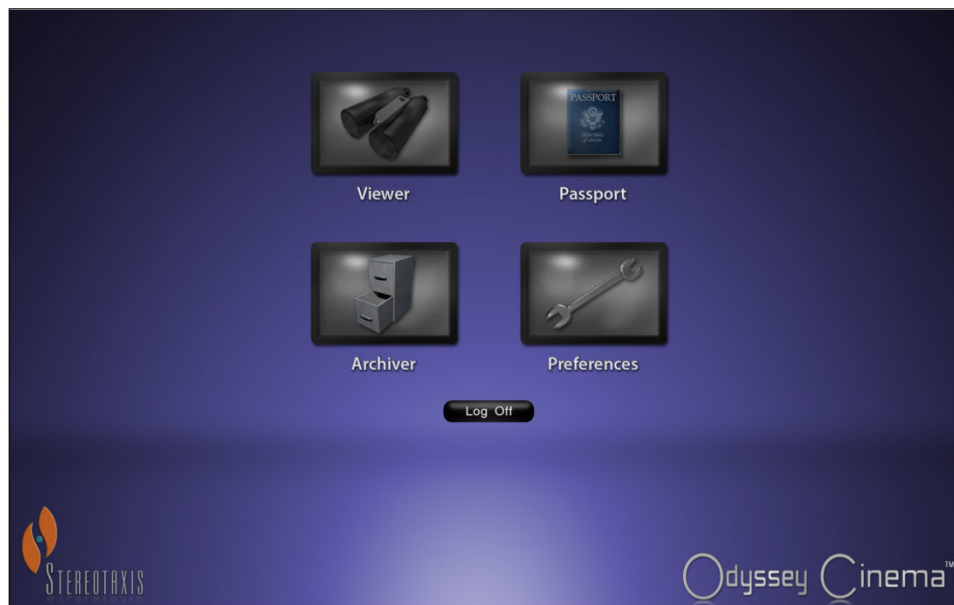 PASSPORT
Viewer
Passport
Archiver
Preferences
Log Off
STEREOTAXIS
Odyssey Cinema™